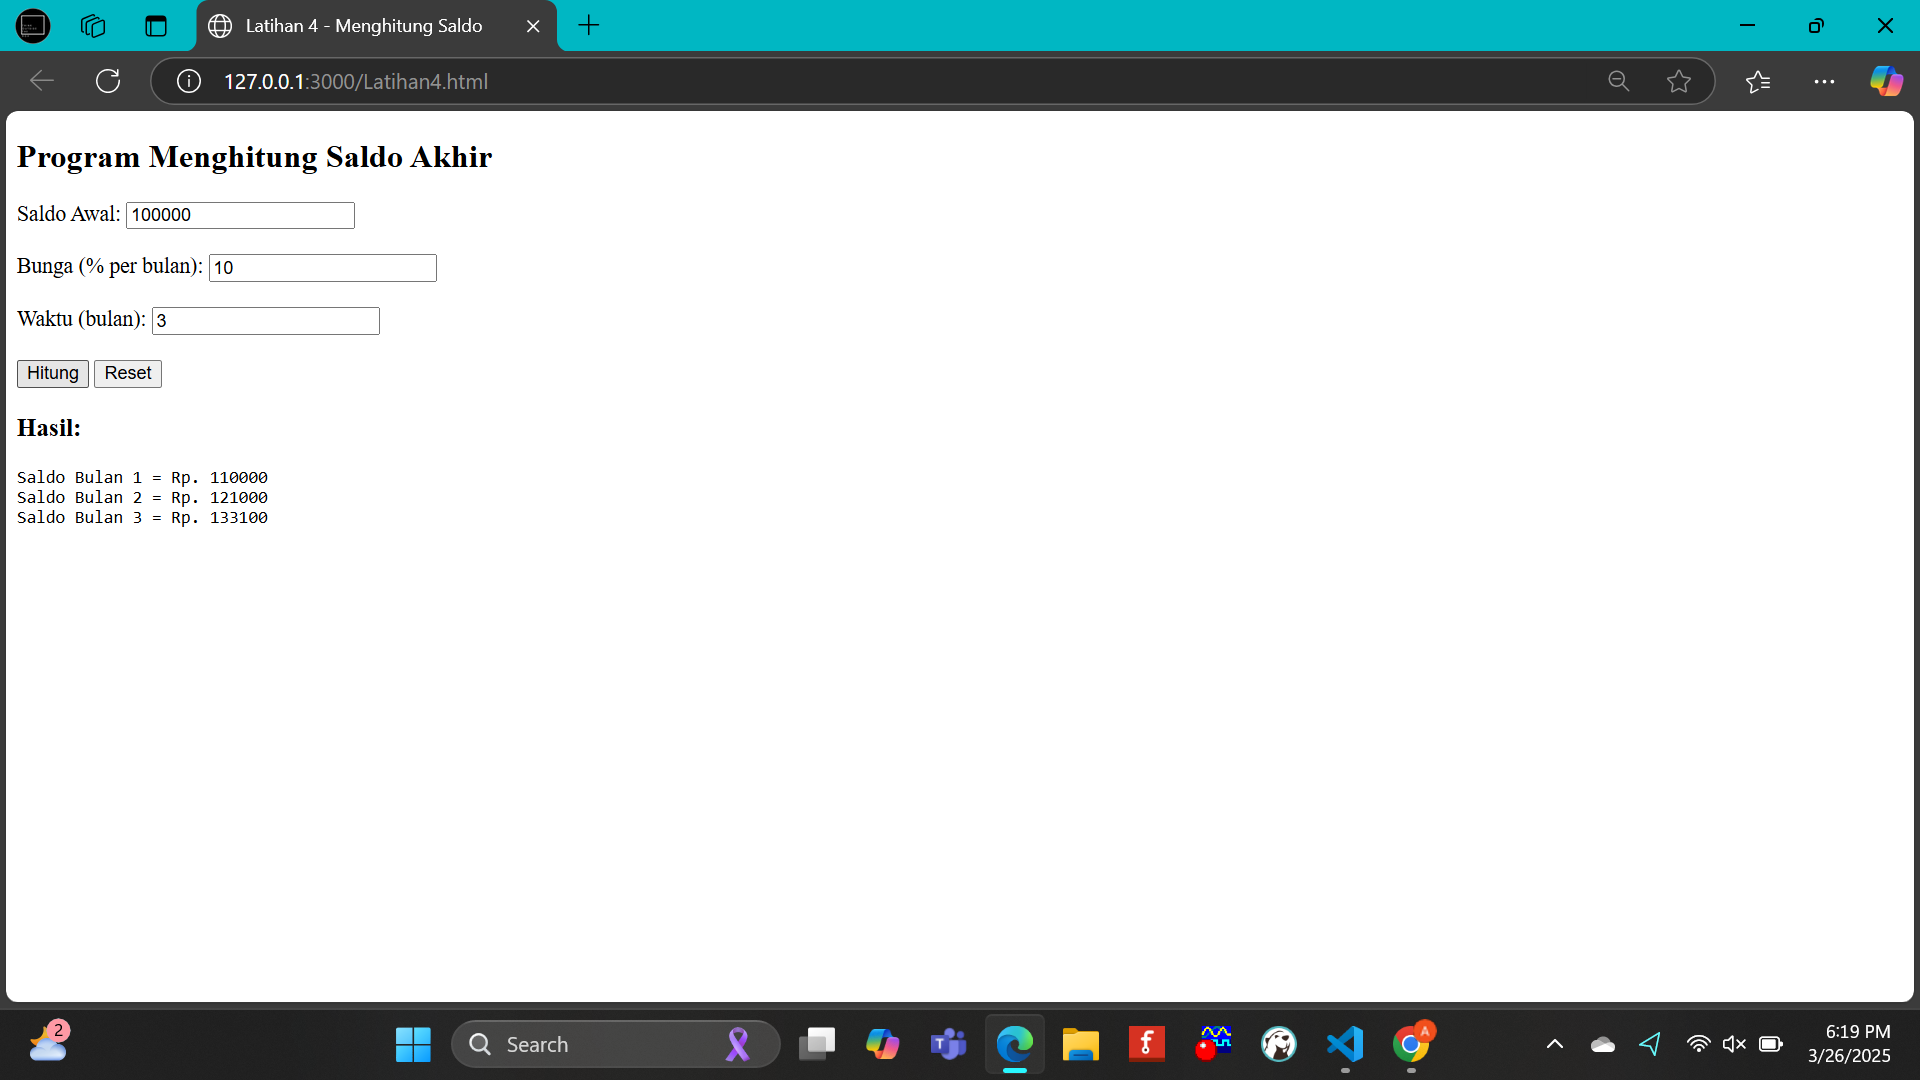 Latihan 4 - Menghitung Saldo
127.0.0.1:3000/Latihan4.html
Program Menghitung Saldo Akhir
Saldo Awal: 100000
Bunga (% per bulan): 10
Waktu (bulan): 3
Hitung Reset
Hasil:
Saldo Bulan 1 = Rp. 110000
Saldo Bulan 2 = Rp. 121000
Saldo Bulan 3 = Rp. 133100
2
Search
T
f
A
6:19 PM
3/26/2025